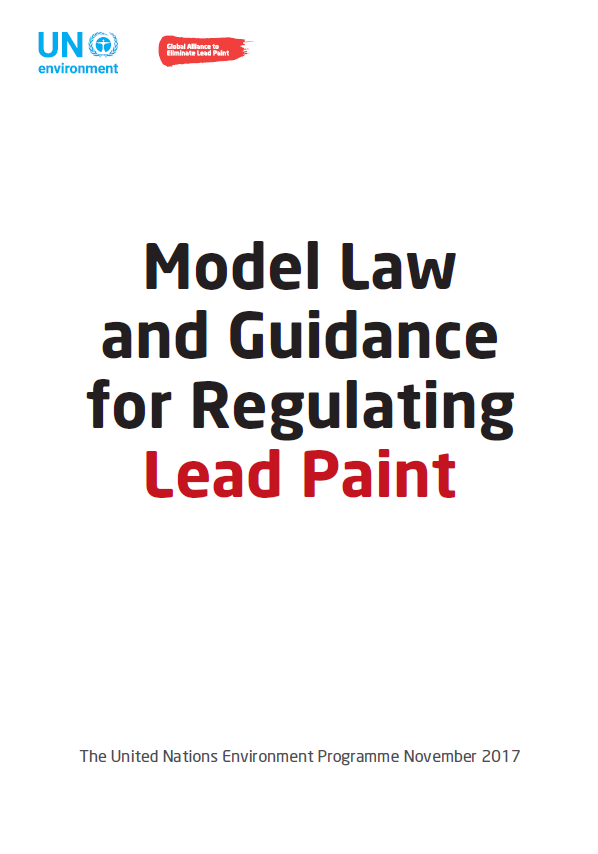 UN
environment
Global Alliance to
Eliminate Lead Paint
Model Law
and Guidance
for Regulating
Lead Paint
The United Nations Environment Programme November 2017